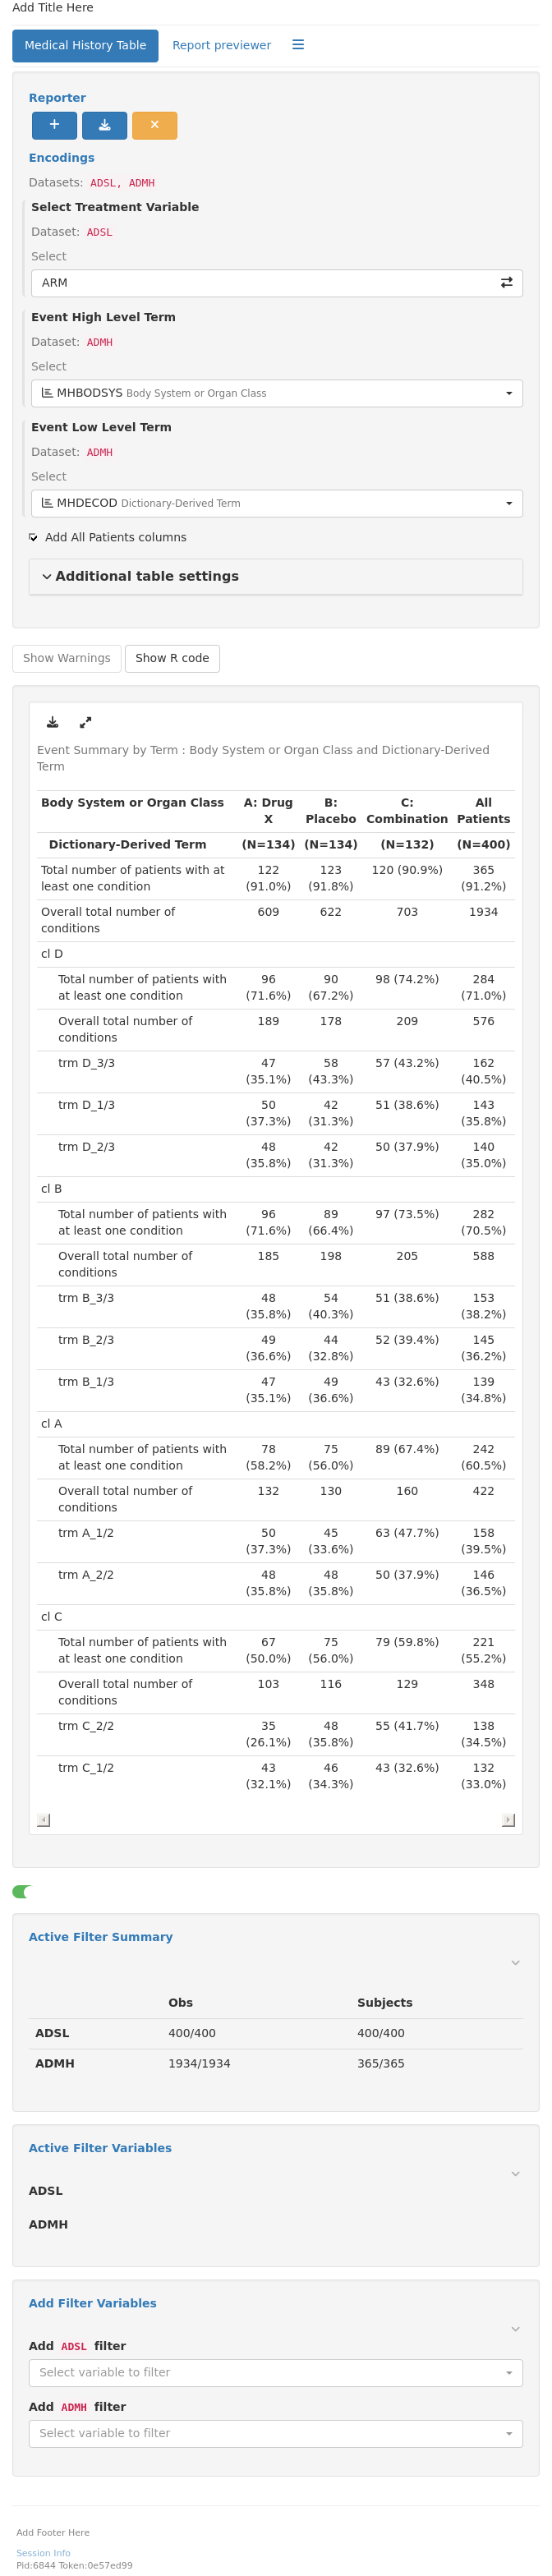 Add Title Here
Medical History Table Report previewer
Reporter
Encodings
Datasets: ADSL, ADMH
Select Treatment Variable
Dataset: ADSL
Select
ARM
Event High Level Term
Dataset: ADMH
Select
MHBODSYS Body System or Organ Class
Event Low Level Term
Dataset: ADMH
Select
MHDECOD Dictionary-Derived Term
Add All Patients columns
Additional table settings
Show Warnings Show R code
Event Summary by Term : Body System or Organ Class and Dictionary-Derived
Term
Body System or Organ Class A: Drug B: C: All
X Placebo Combination Patients
Dictionary-Derived Term (N=134) (N=134) (N=132) (N=400)
Total number of patients with at 122 123 120 (90.9%) 365
least one condition (91.0%) (91.8%) (91.2%)
Overall total number of 609 622 703 1934
conditions
cl D
Total number of patients with 96 90 98 (74.2%) 284
at least one condition (71.6%) (67.2%) (71.0%)
Overall total number of 189 178 209 576
conditions
trm D_3/3 47 58 57 (43.2%) 162
(35.1%) (43.3%) (40.5%)
trm D_1/3 50 42 51 (38.6%) 143
(37.3%) (31.3%) (35.8%)
trm D_2/3 48 42 50 (37.9%) 140
(35.8%) (31.3%) (35.0%)
cl B
Total number of patients with 96 89 97 (73.5%) 282
at least one condition (71.6%) (66.4%) (70.5%)
Overall total number of 185 198 205 588
conditions
trm B_3/3 48 54 51 (38.6%) 153
(35.8%) (40.3%) (38.2%)
trm B_2/3 49 44 52 (39.4%) 145
(36.6%) (32.8%) (36.2%)
trm B_1/3 47 49 43 (32.6%) 139
(35.1%) (36.6%) (34.8%)
cl A
Total number of patients with 78 75 89 (67.4%) 242
at least one condition (58.2%) (56.0%) (60.5%)
Overall total number of 132 130 160 422
conditions
trm A_1/2 50 45 63 (47.7%) 158
(37.3%) (33.6%) (39.5%)
trm A_2/2 48 48 50 (37.9%) 146
(35.8%) (35.8%) (36.5%)
cl C
Total number of patients with 67 75 79 (59.8%) 221
at least one condition (50.0%) (56.0%) (55.2%)
Overall total number of 103 116 129 348
conditions
trm C_2/2 35 48 55 (41.7%) 138
(26.1%) (35.8%) (34.5%)
trm C_1/2 43 46 43 (32.6%) 132
(32.1%) (34.3%) (33.0%)
Active Filter Summary
Obs Subjects
ADSL 400/400 400/400
ADMH 1934/1934 365/365
Active Filter Variables
ADSL
ADMH
Add Filter Variables
Add ADSL filter
Select variable to filter
Add ADMH filter
Select variable to filter
Add Footer Here
Session Info
Pid:6844 Token:0e57ed99